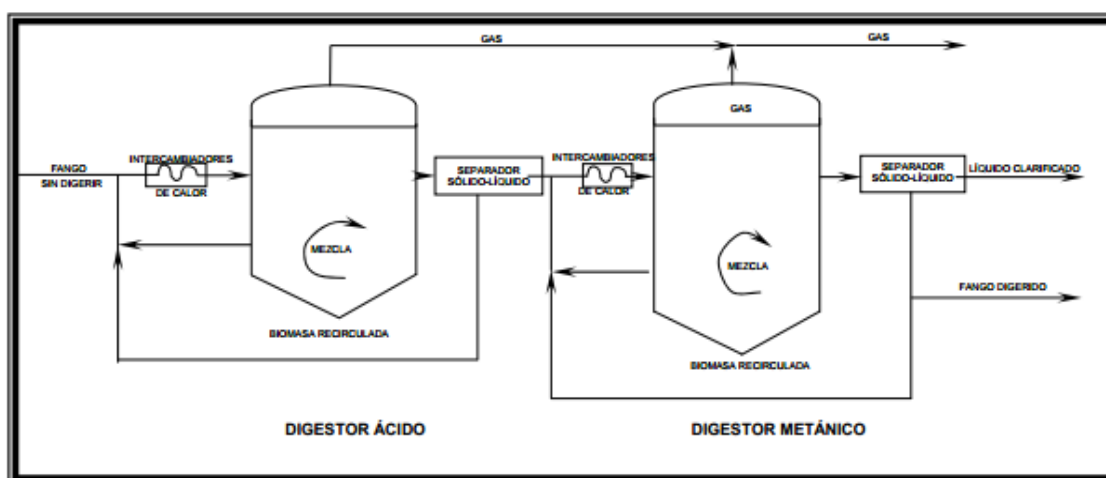 GAS
GAS
GAS
FANGO
SIN DIGERIR
INTERCAMBIADORES
DE CALOR
SEPARADOR
SÓLIDO-LÍQUIDO
INTERCAMBIADORES
DE CALOR
SEPARADOR
SÓLIDO-LÍQUIDO
LÍQUIDO CLARIFICADO
MEZCLA
MEZCLA
FANGO DIGERIDO
BIOMASA RECIRCULADA
BIOMASA RECIRCULADA
DIGESTOR ÁCIDO
DIGESTOR METÁNICO